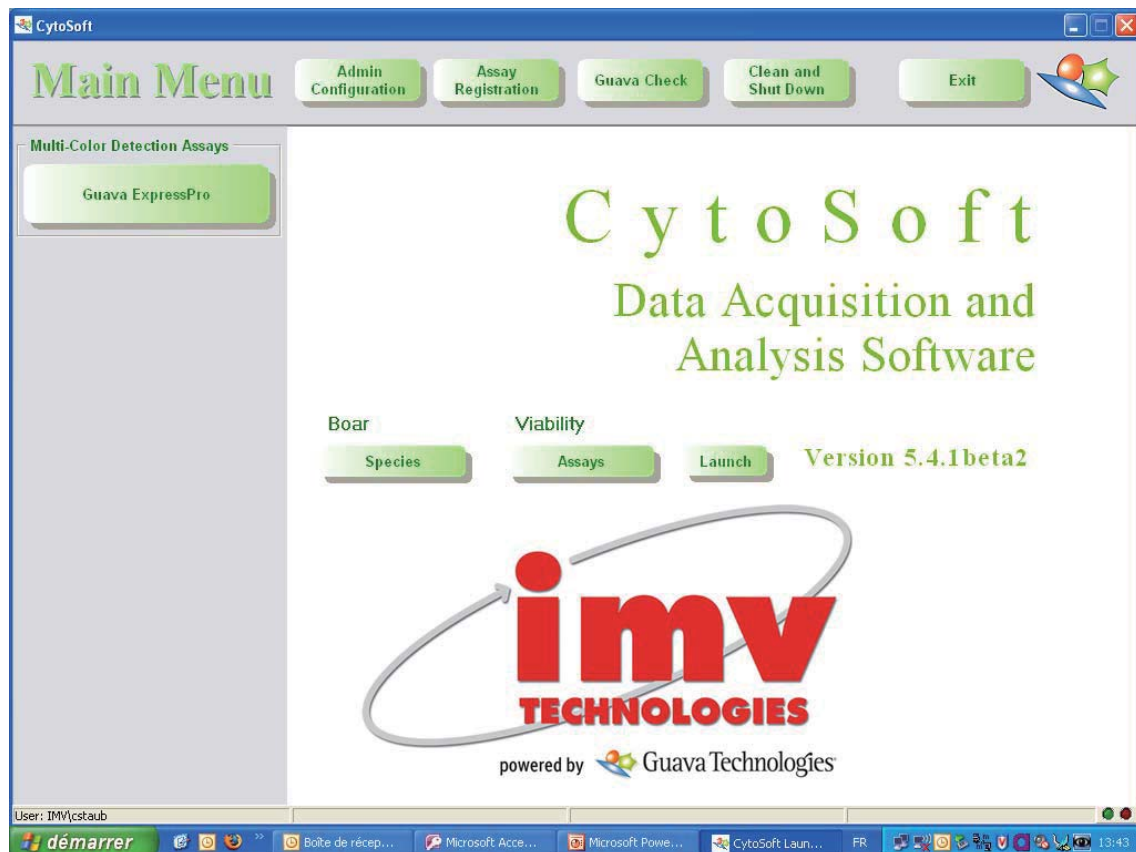 CytoSoft
Main Menu
Admin
Configuration
Assay
Registration
Guava Check
Clean and
Shut Down
Exit
Multi-Color Detection Assays
Guava ExpressPro
CytoSoft
Data Acquisition and
Analysis Software
Boar
Viability
Species
Assays
Launch
Version 5.4.1beta2
imv
TECHNOLOGIES
powered by Guava Technologies
User: IMV\cstaub
démarrer
Boîte de récep...
Microsoft Acce...
Microsoft Powe...
CytoSoft Laun...
FR
13:43